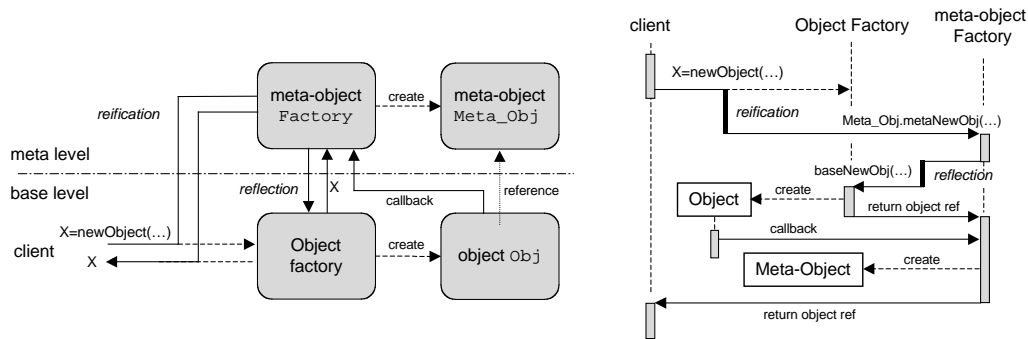 meta-object
Factory
create
meta-object
Meta_Obj
reification
meta level
base level
reflection
X
callback
reference
client
X=newObject(…)
X
Object
factory
create
object Obj
client
Object Factory
meta-object
Factory
X=newObject(…)
reification
Meta_Obj.metaNewObj(…)
baseNewObj(…)
reflection
Object
create
return object ref
callback
Meta-Object
create
return object ref